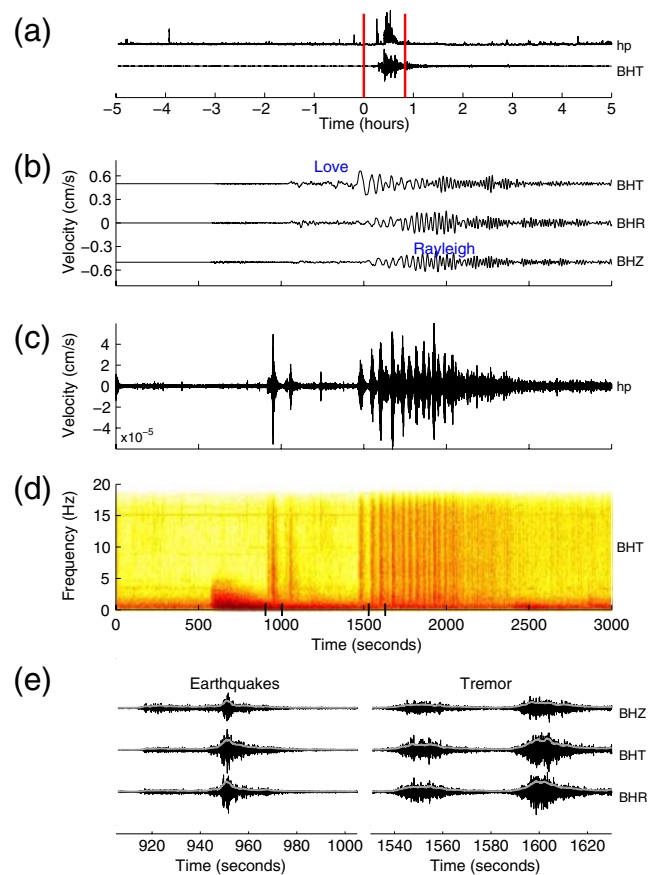 (a)
hp
BHT
−5 −4 −3 −2 −1 0 1 2 3 4 5
Time (hours)
(b)
Love
Velocity (cm/s)
0.6
0.3
0
−0.3
−0.6
BHT
BHR
Rayleigh
BHZ
(c)
Velocity (cm/s)
4
2
0
−2
−4
x10−5
hp
(d)
Frequency (Hz)
20
15
10
5
0
BHT
0 500 1000 1500 2000 2500 3000
Time (seconds)
(e)
Earthquakes Tremor
BHZ
BHT
BHR
920 940 960 980 1000 1540 1560 1580 1600 1620
Time (seconds) Time (seconds)